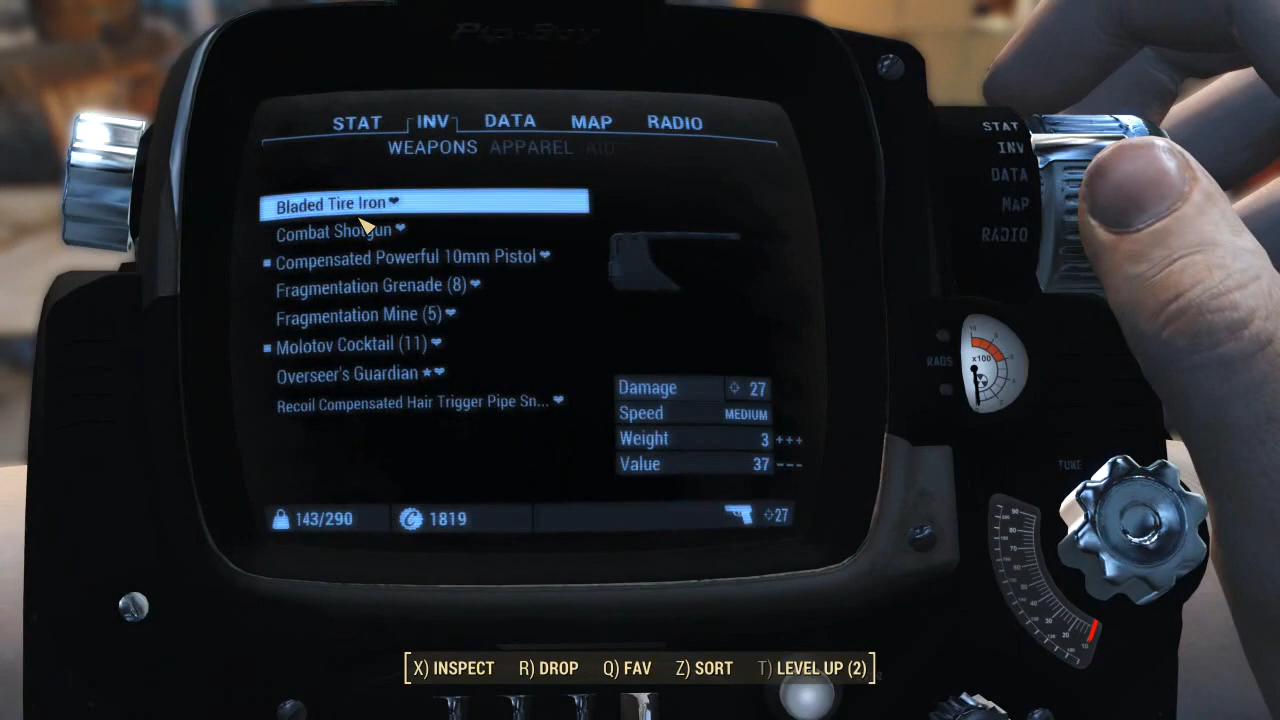 Pip-Boy
STAT INV DATA MAP RADIO
WEAPONS APPAREL AID
Bladed Tire Iron
Combat Shotgun
Compensated Powerful 10mm Pistol
Fragmentation Grenade (8)
Fragmentation Mine (5)
Molotov Cocktail (11)
Overseer's Guardian
Recoil Compensated Hair Trigger Pipe Sn...
Damage 27
Speed MEDIUM
Weight 3 +++
Value 37 ---
143/290 1819 27
STAT
INV
DATA
MAP
RADIO
RADS
x100
TUNE
X) INSPECT R) DROP Q) FAV Z) SORT T) LEVEL UP (2)